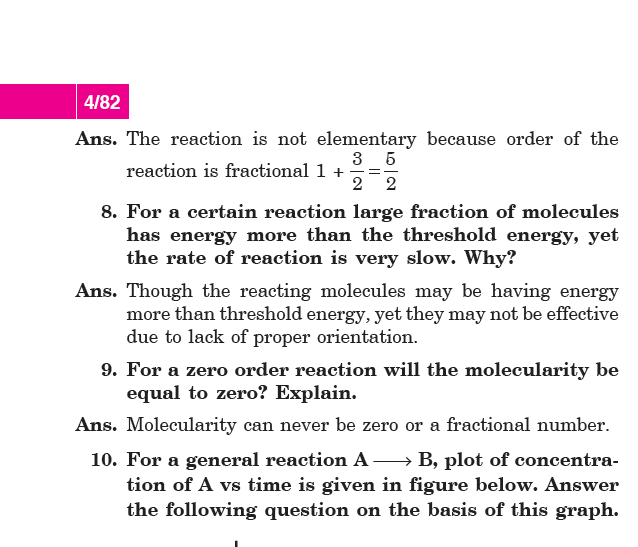 4/82
Ans. The reaction is not elementary because order of the
reaction is fractional 1 + 3/2 = 5/2
8. For a certain reaction large fraction of molecules
has energy more than the threshold energy, yet
the rate of reaction is very slow. Why?
Ans. Though the reacting molecules may be having energy
more than threshold energy, yet they may not be effective
due to lack of proper orientation.
9. For a zero order reaction will the molecularity be
equal to zero? Explain.
Ans. Molecularity can never be zero or a fractional number.
10. For a general reaction A ⟶ B, plot of concentra-
tion of A vs time is given in figure below. Answer
the following question on the basis of this graph.